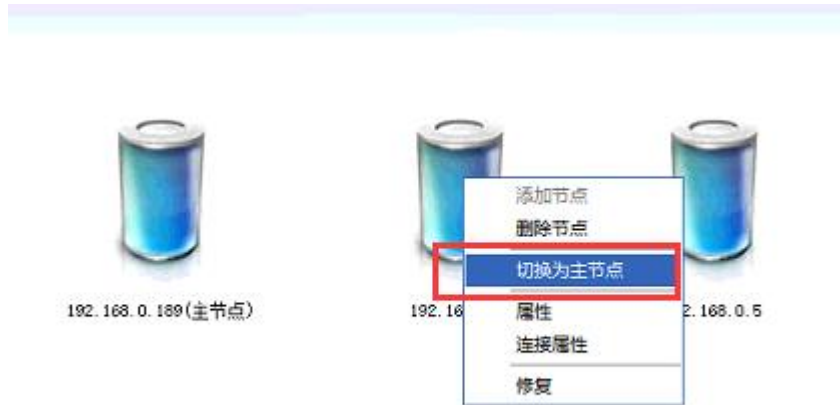 添加节点
删除节点
切换为主节点
192.168.0.189(主节点)
192.16
2.168.0.5
属性
连接属性
修复